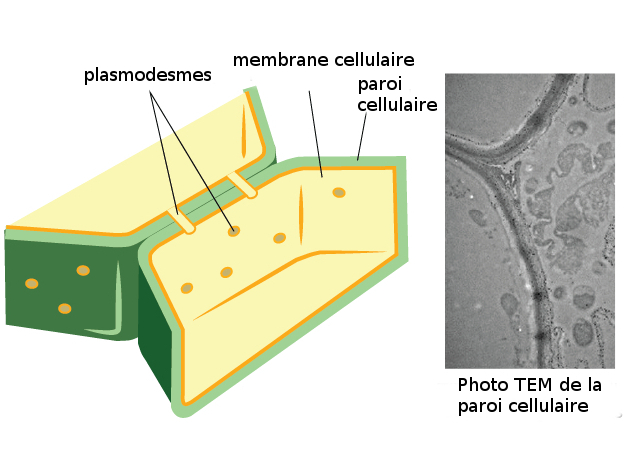 plasmodesmes
membrane cellulaire
paroi
cellulaire
Photo TEM de la
paroi cellulaire